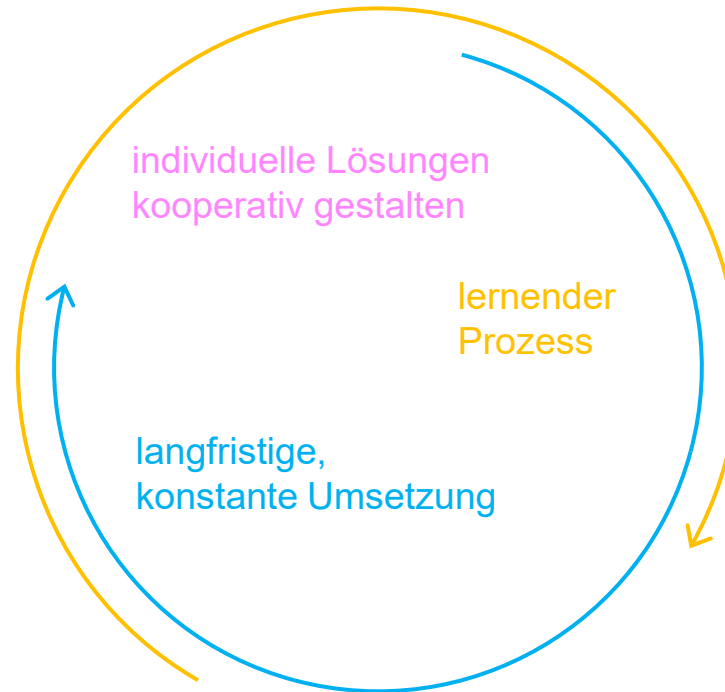 individuelle Lösungen
kooperativ gestalten
lernender
Prozess
langfristige,
konstante Umsetzung